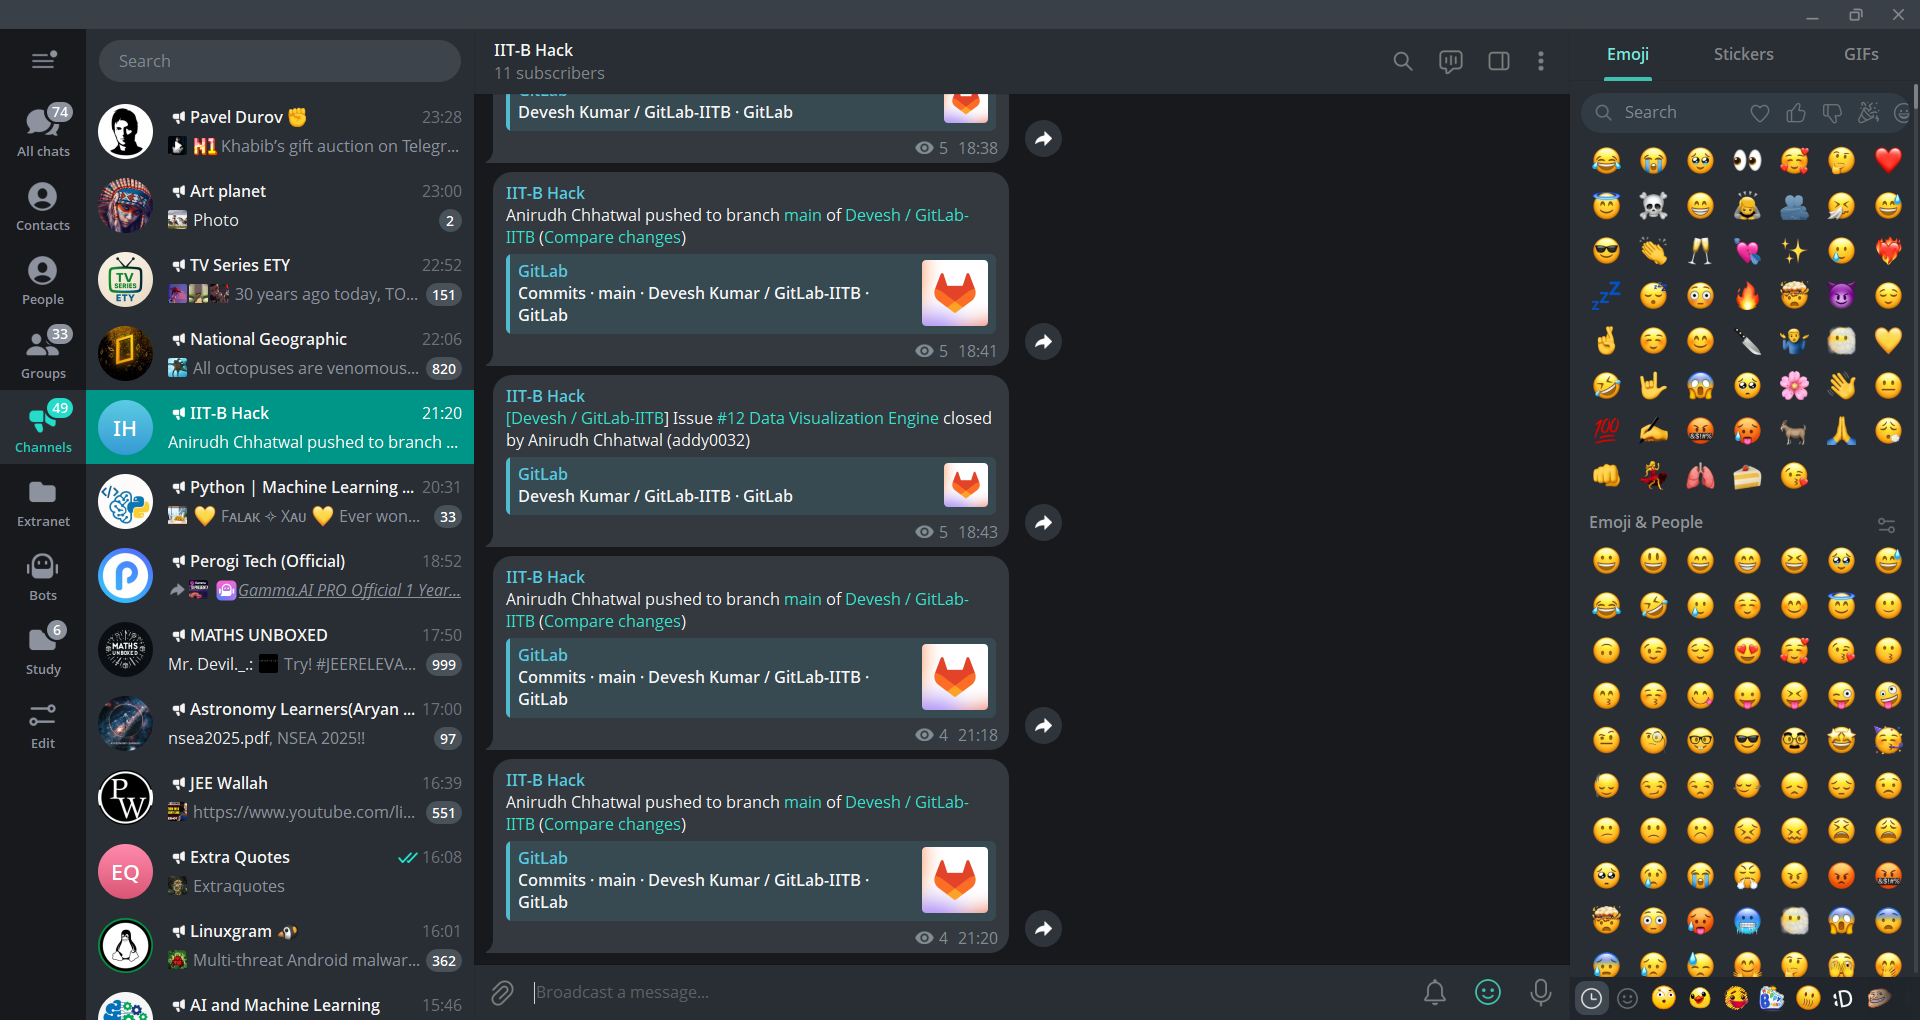 Search
74
All chats
Contacts
People
33
Groups
49
Channels
Extranet
Bots
6
Study
Edit
Pavel Durov ✊ 23:28
Khabib's gift auction on Telegr...
Art planet 23:00
Photo 2
TV Series ETY 22:52
30 years ago today, TO... 151
National Geographic 22:06
All octopuses are venomous... 820
IH
IIT-B Hack 21:20
Anirudh Chhatwal pushed to branch ...
Python | Machine Learning ... 20:31
💛 Fᴀʟᴀᴋ ✧ Xᴀᴜ 💛 Ever won... 33
Perogi Tech (Official) 18:52
Gamma.AI PRO Official 1 Year...
MATHS UNBOXED 17:50
Mr. Devil._.: Try! #JEERELEVA... 999
Astronomy Learners(Aryan ... 17:00
nsea2025.pdf, NSEA 2025!! 97
JEE Wallah 16:39
https://www.youtube.com/li... 551
EQ
Extra Quotes 16:08
Extraquotes
Linuxgram 16:01
Multi-threat Android malwar... 362
AI and Machine Learning 15:46
IIT-B Hack
11 subscribers
GitLab
Devesh Kumar / GitLab-IITB · GitLab
5 18:38
IIT-B Hack
Anirudh Chhatwal pushed to branch main of Devesh / GitLab-
IITB (Compare changes)
GitLab
Commits · main · Devesh Kumar / GitLab-IITB ·
GitLab
5 18:41
IIT-B Hack
[Devesh / GitLab-IITB] Issue #12 Data Visualization Engine closed
by Anirudh Chhatwal (addy0032)
GitLab
Devesh Kumar / GitLab-IITB · GitLab
5 18:43
IIT-B Hack
Anirudh Chhatwal pushed to branch main of Devesh / GitLab-
IITB (Compare changes)
GitLab
Commits · main · Devesh Kumar / GitLab-IITB ·
GitLab
4 21:18
IIT-B Hack
Anirudh Chhatwal pushed to branch main of Devesh / GitLab-
IITB (Compare changes)
GitLab
Commits · main · Devesh Kumar / GitLab-IITB ·
GitLab
4 21:20
Broadcast a message...
Emoji Stickers GIFs
Search
Emoji & People
:D